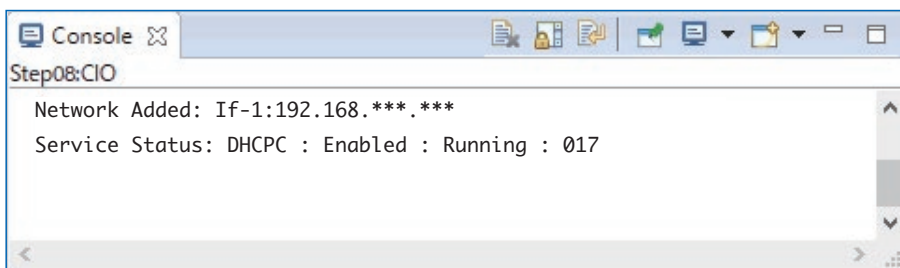 Console
Step08:CIO
Network Added: If-1:192.168.***.***
Service Status: DHCPC : Enabled : Running : 017